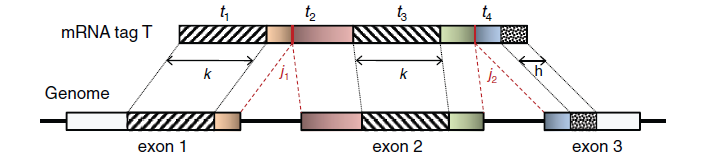 t1 t2 t3 t4
mRNA tag T
k j1 k j2 h
Genome
exon 1 exon 2 exon 3